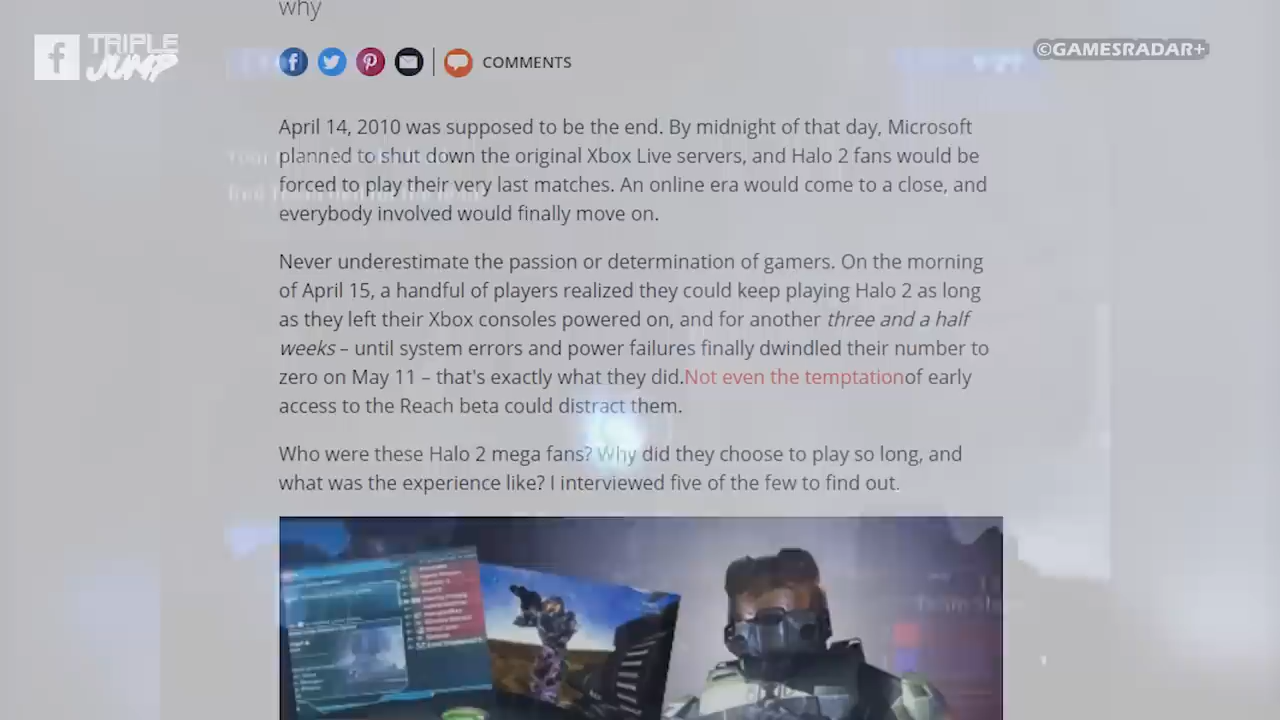 why
TRIPLE
JUMP
©GAMESRADAR+
COMMENTS
April 14, 2010 was supposed to be the end. By midnight of that day, Microsoft
planned to shut down the original Xbox Live servers, and Halo 2 fans would be
forced to play their very last matches. An online era would come to a close, and
everybody involved would finally move on.
Never underestimate the passion or determination of gamers. On the morning
of April 15, a handful of players realized they could keep playing Halo 2 as long
as they left their Xbox consoles powered on, and for another three and a half
weeks – until system errors and power failures finally dwindled their number to
zero on May 11 – that's exactly what they did.Not even the temptationof early
access to the Reach beta could distract them.
Who were these Halo 2 mega fans? Why did they choose to play so long, and
what was the experience like? I interviewed five of the few to find out.